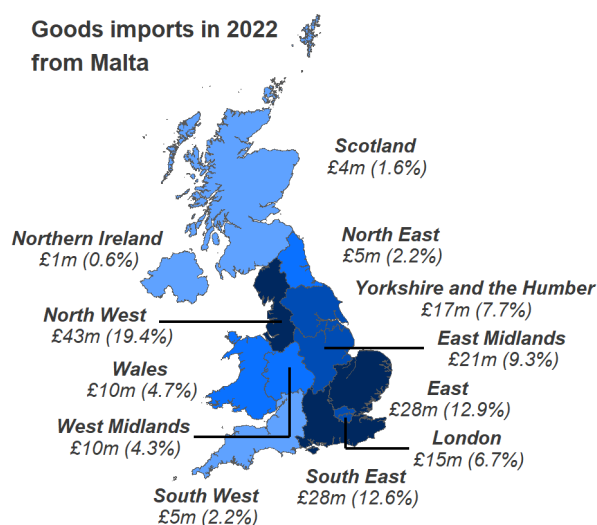 Goods imports in 2022
from Malta
Scotland
£4m (1.6%)
Northern Ireland
£1m (0.6%)
North East
£5m (2.2%)
Yorkshire and the Humber
£17m (7.7%)
North West
£43m (19.4%)
East Midlands
£21m (9.3%)
Wales
£10m (4.7%)
East
£28m (12.9%)
West Midlands
£10m (4.3%)
London
£15m (6.7%)
South East
£28m (12.6%)
South West
£5m (2.2%)